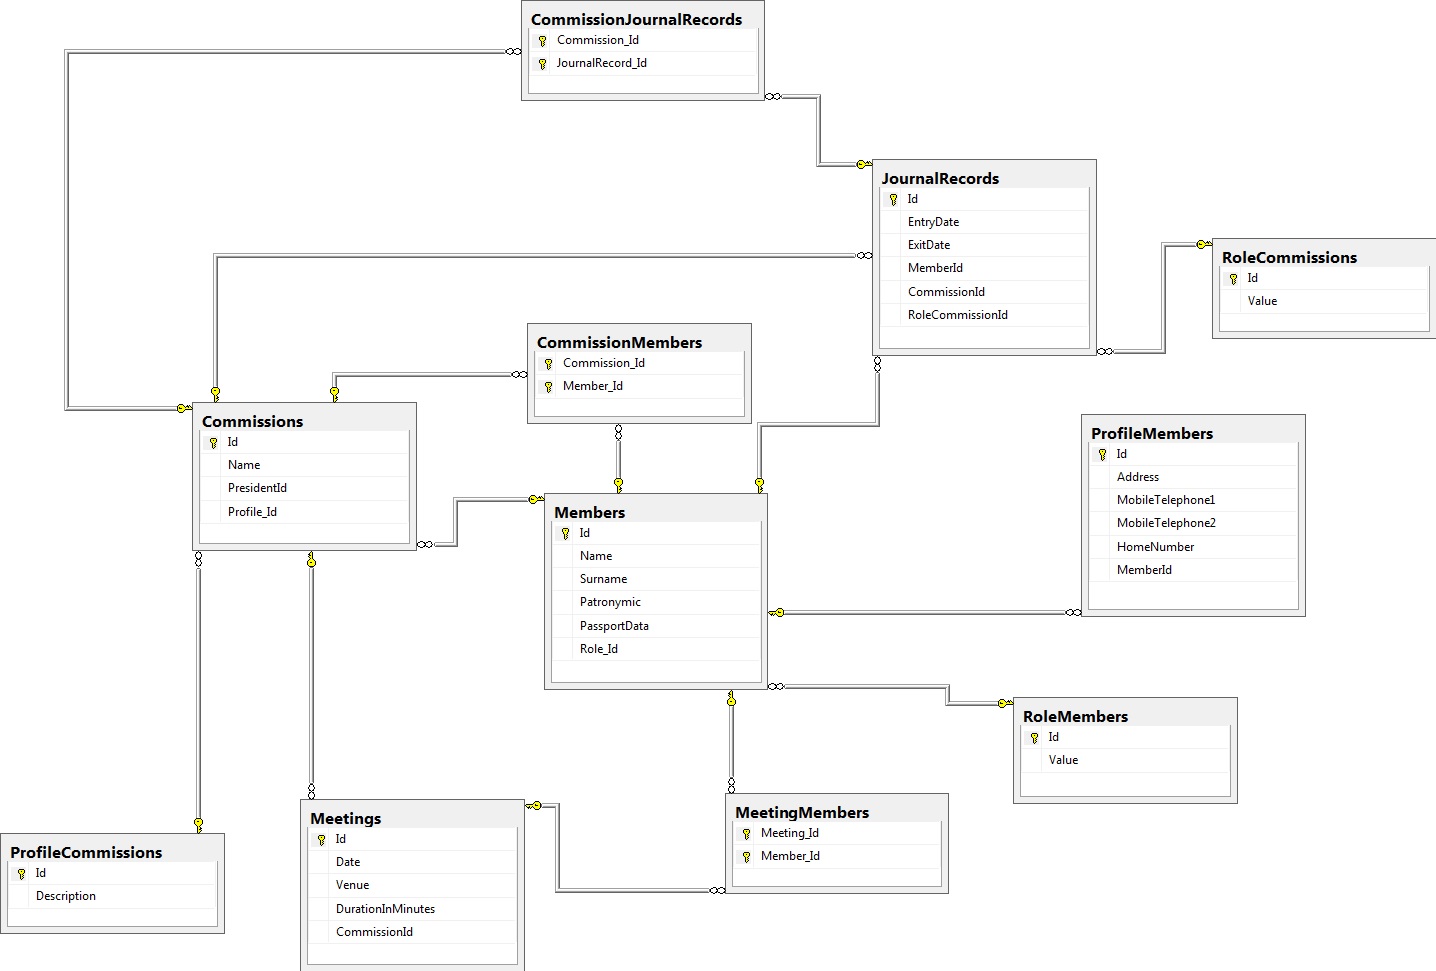 CommissionJournalRecords
Commission_Id
JournalRecord_Id
JournalRecords
Id
EntryDate
ExitDate
MemberId
CommissionId
RoleCommissionId
RoleCommissions
Id
Value
CommissionMembers
Commission_Id
Member_Id
Commissions
Id
Name
PresidentId
Profile_Id
ProfileMembers
Id
Address
MobileTelephone1
MobileTelephone2
HomeNumber
MemberId
Members
Id
Name
Surname
Patronymic
PassportData
Role_Id
RoleMembers
Id
Value
Meetings
Id
Date
Venue
DurationInMinutes
CommissionId
MeetingMembers
Meeting_Id
Member_Id
ProfileCommissions
Id
Description